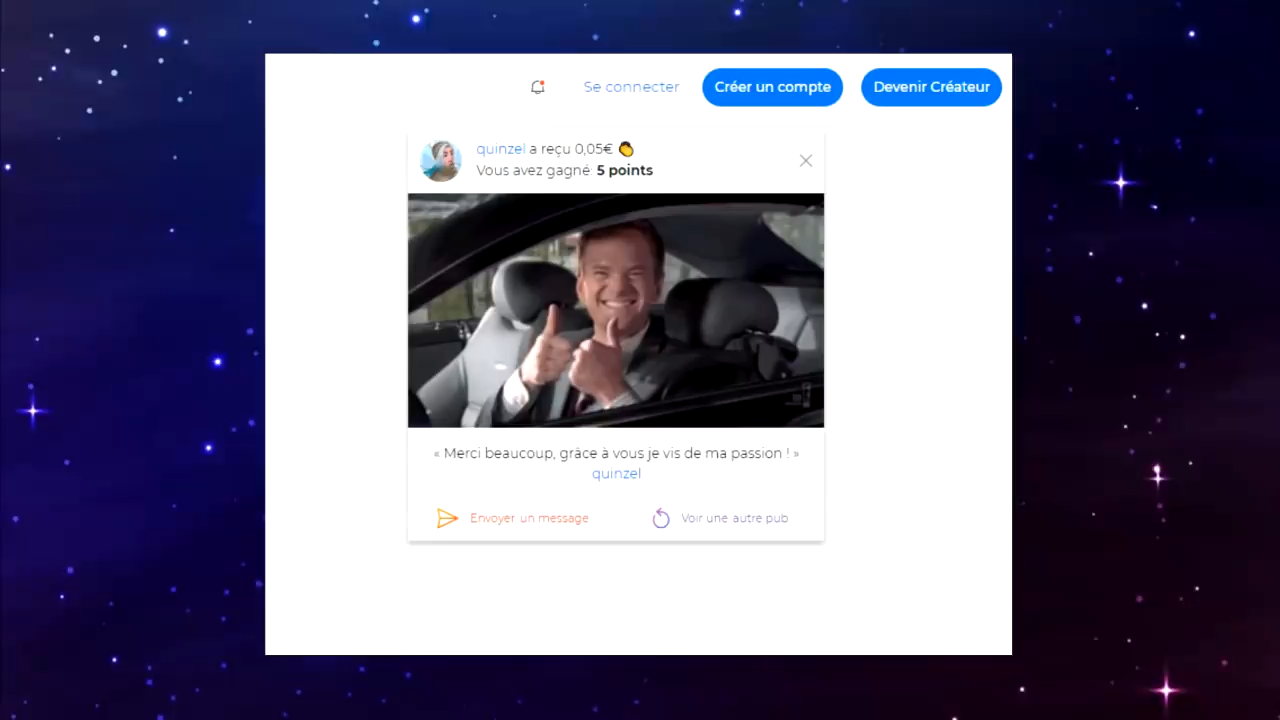 Se connecter
Créer un compte
Devenir Créateur
quinzel a reçu 0,05€ 👏
Vous avez gagné: 5 points
« Merci beaucoup, grâce à vous je vis de ma passion ! »
quinzel
Envoyer un message
Voir une autre pub